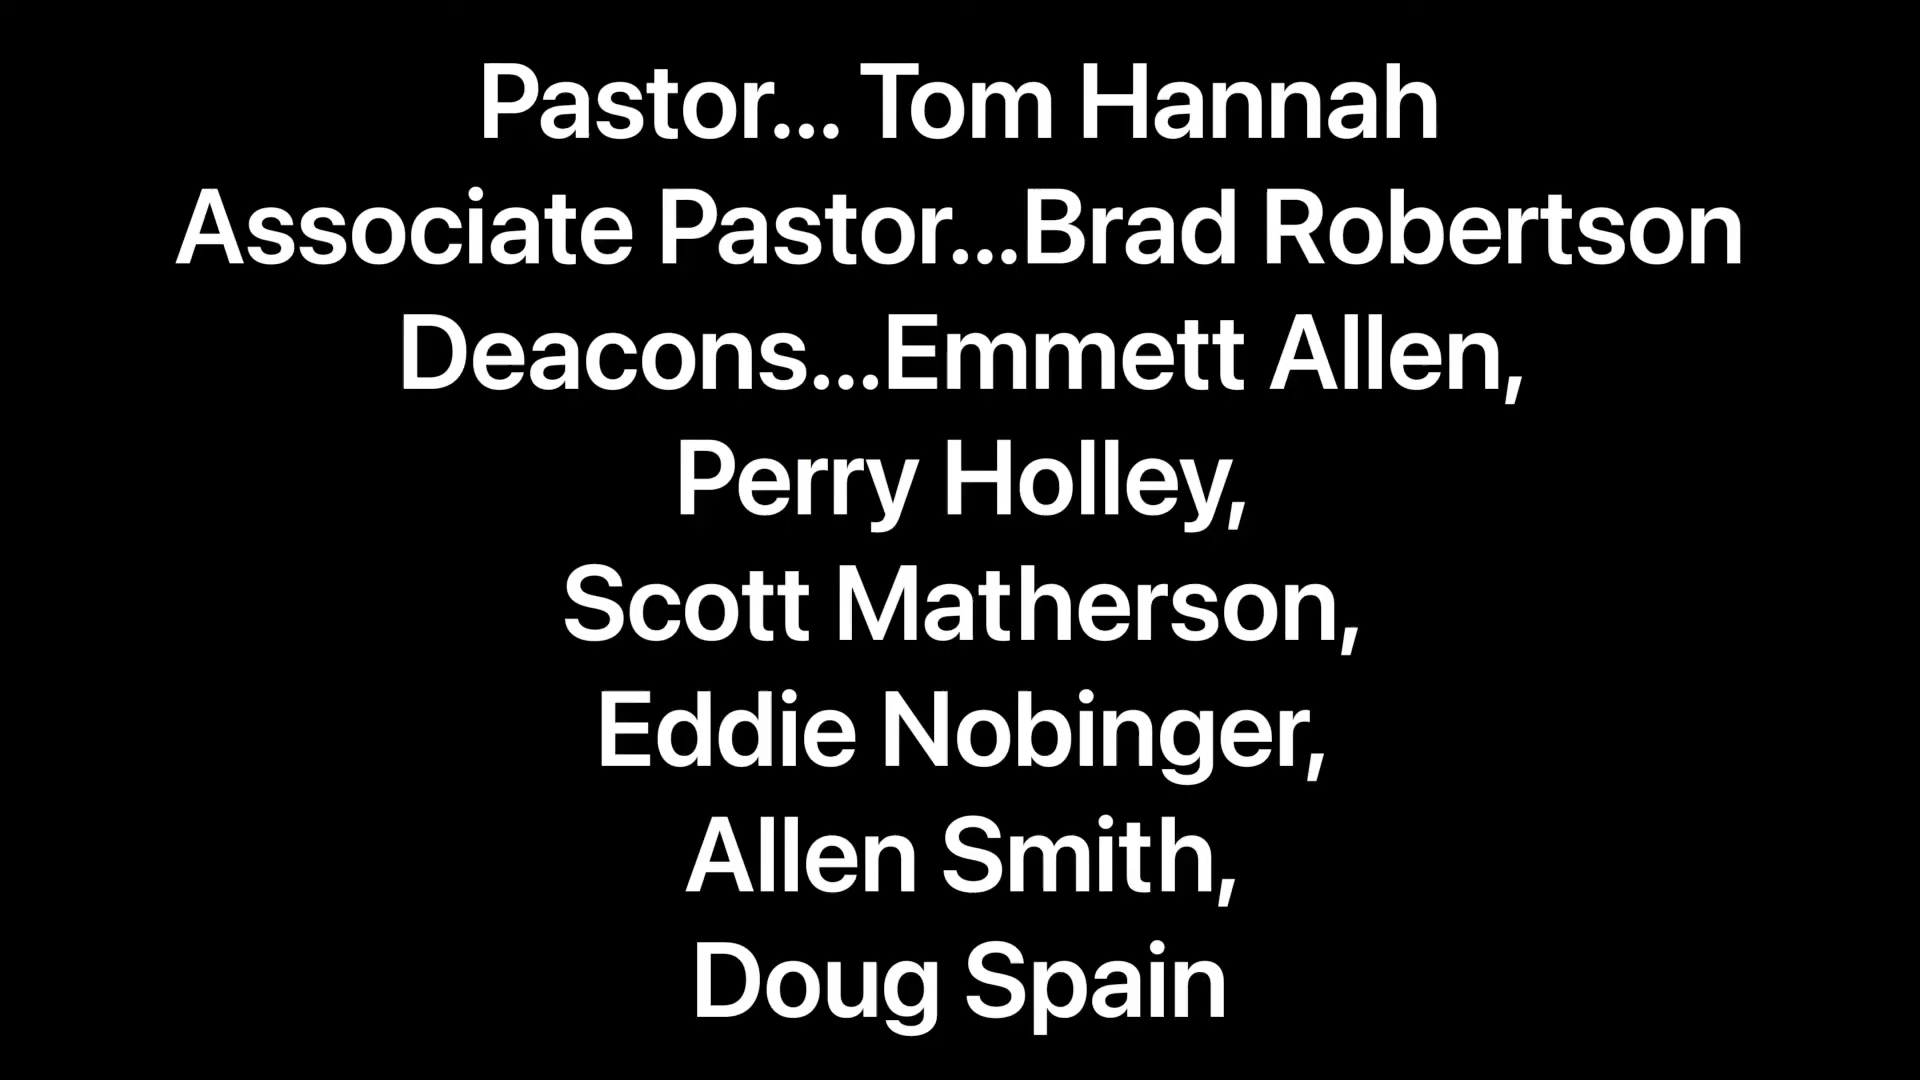 Pastor... Tom Hannah
Associate Pastor...Brad Robertson
Deacons...Emmett Allen,
Perry Holley,
Scott Matherson,
Eddie Nobinger,
Allen Smith,
Doug Spain